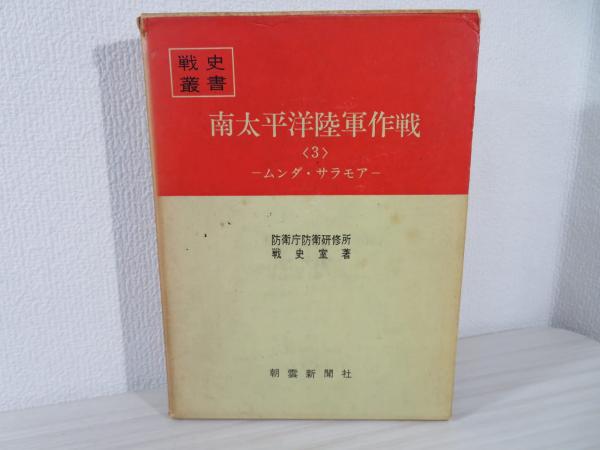 戦史
叢書
南太平洋陸軍作戦
〈3〉
－ムンダ・サラモア－
防衛庁防衛研修所
戦史室著
朝雲新聞社